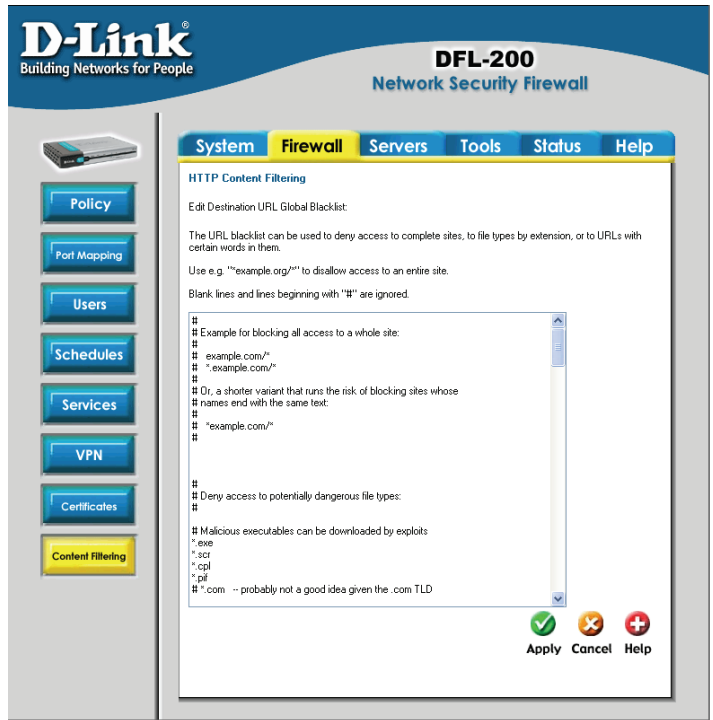 D-Link®
Building Networks for People
DFL-200
Network Security Firewall
System Firewall Servers Tools Status Help
Policy
Port Mapping
Users
Schedules
Services
VPN
Certificates
Content Filtering
HTTP Content Filtering
Edit Destination URL Global Blacklist:
The URL blacklist can be used to deny access to complete sites, to file types by extension, or to URLs with
certain words in them.
Use e.g. "*example.org/*" to disallow access to an entire site.
Blank lines and lines beginning with "#" are ignored.
#
# Example for blocking all access to a whole site:
#
#   example.com/*
#   *.example.com/*
#
# Or, a shorter variant that runs the risk of blocking sites whose
# names end with the same text:
#
#   *example.com/*
#
#
# Deny access to potentially dangerous file types:
#
# Malicious executables can be downloaded by exploits
*.exe
*.scr
*.cpl
*.pif
# *.com   -- probably not a good idea given the .com TLD
Apply Cancel Help